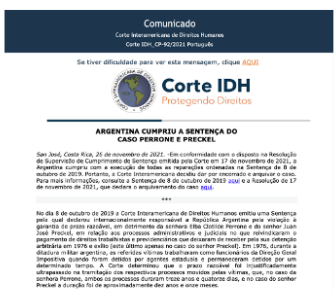 Comunicado
Corte Interamericana de Direitos Humanos
Corte IDH_CP-92/2021 Português
Se tiver dificuldade para ver esta mensagem, clique AQUI
Corte IDH
Protegendo Direitos
ARGENTINA CUMPRIU A SENTENÇA DO
CASO PERRONE E PRECKEL
San José, Costa Rica, 26 de novembro de 2021. -Em conformidade com o disposto na Resolução
de Supervisão de Cumprimento de Sentença emitida pela Corte em 17 de novembro de 2021, a
Argentina cumpriu com a execução de todas as reparações ordenadas na Sentença de 8 de
outubro de 2019. Portanto, a Corte Interamericana decidiu dar por encerrado e arquivar o caso.
Para mais informações, consulte a Sentença de 8 de outubro de 2019 aqui e a Resolução de 17
de novembro de 2021, que declara o arquivamento do caso aqui.
***
No dia 8 de outubro de 2019 a Corte Interamericana de Direitos Humanos emitiu uma Sentença
pela qual declarou internacionalmente responsável a República Argentina pela violação a
garantia do prazo razoável, em detrimento da senhora Elba Clotilde Perrone e do senhor Juan
José Preckel, em relação aos processos administrativos e judiciais no que reivindicaram o
pagamento de direitos trabalhistas e previdenciários que deixaram de receber pela sua detenção
arbitrária em 1976 e exílio (este último apenas no caso do senhor Preckel). Em 1976, durante a
ditadura militar argentina, as referidas vítimas trabalhavam como funcionários da Direção Geral
Impositiva quando foram detidos por agentes estatais e permaneceram detidos por um
determinado tempo. A Corte determinou que o prazo razoável foi injustificadamente
ultrapassado na tramitação dos respectivos processos movidos pelas vítimas, que, no caso da
senhora Perrone, ambos os processos duraram treze anos e quatorze dias, e no caso do senhor
Preckel a duração foi de aproximadamente dez anos e onze meses.